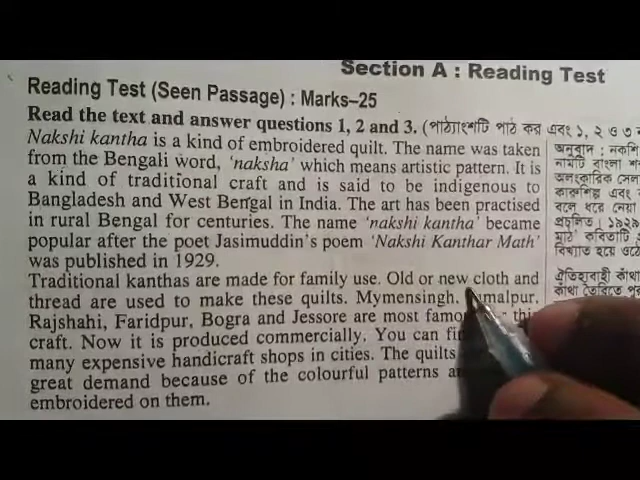 Section A : Reading Test
Reading Test (Seen Passage) : Marks–25
Read the text and answer questions 1, 2 and 3. (পাঠ্যাংশটি পাঠ কর এবং ১, ২ ও ৩ ন
Nakshi kantha is a kind of embroidered quilt. The name was taken
from the Bengali word, ‘naksha’ which means artistic pattern. It is
a kind of traditional craft and is said to be indigenous to
Bangladesh and West Bengal in India. The art has been practised
in rural Bengal for centuries. The name ‘nakshi kantha’ became
popular after the poet Jasimuddin's poem ‘Nakshi Kanthar Math’
was published in 1929.
Traditional kanthas are made for family use. Old or new cloth and
thread are used to make these quilts. Mymensingh,
Rajshahi, Faridpur, Bogra and Jessore are most
craft. Now it is produced commercially. You can
many expensive handicraft shops in cities. The quilts
great demand because of the colourful patterns
embroidered on them.
অনুবাদ : নকশি
নামটি বাংলা শব্দ
কারুশিল্প এবং
বলে ধরে নেয়া
প্রচলিত। ১৯২৯
মাঠ' কবিতাটি
বিখ্যাত হয়ে ওঠে
ঐতিহ্যবাহী কাঁথা
কাঁথা তৈরিতে